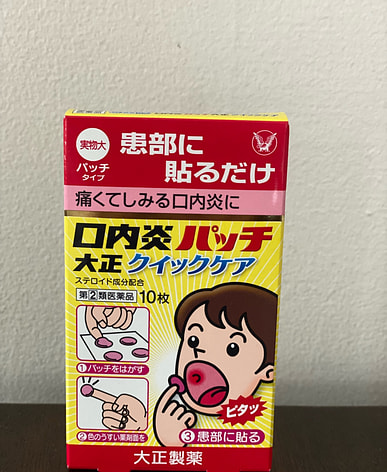 実物大
パッチ
タイプ
患部に
貼るだけ
痛くてしみる口内炎に
口内炎 パッチ
大正 クイックケア
ステロイド成分配合
第②類医薬品 10枚
①パッチをはがす
②色のうすい薬剤面を
ピタッ
③患部に貼る
大正製薬